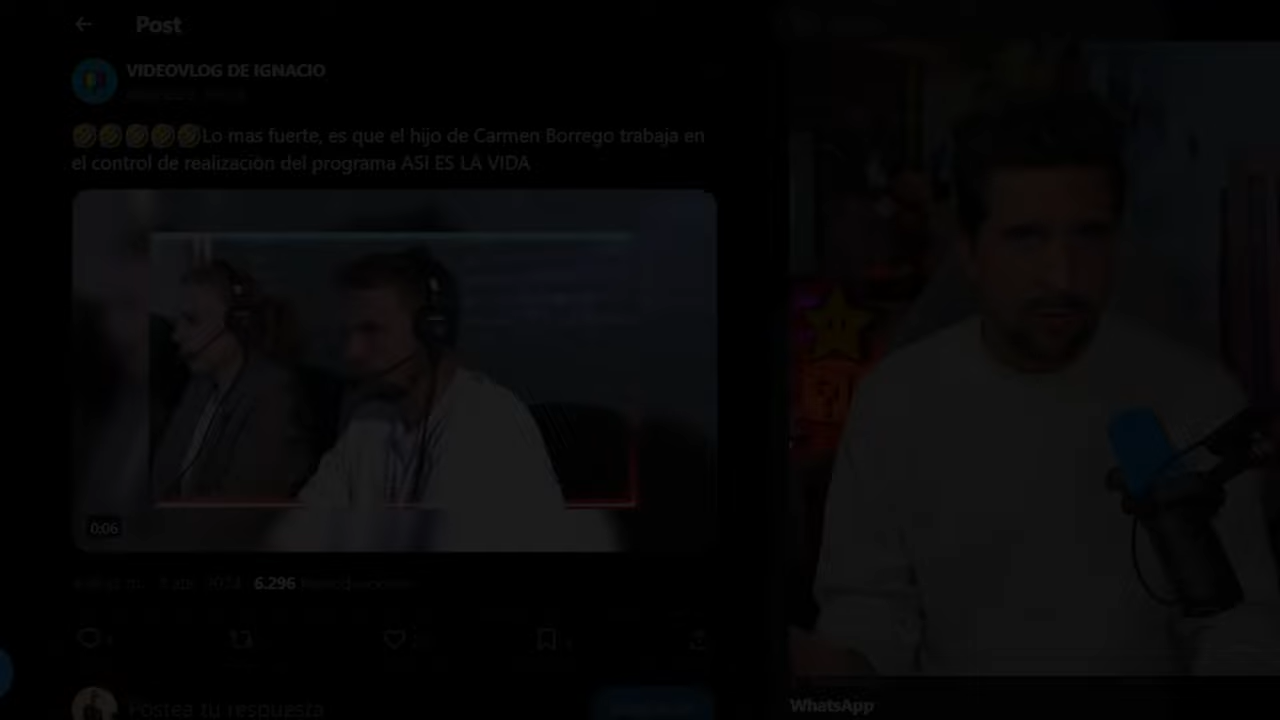 Post
VIDEOVLOG DE IGNACIO
🤣🤣🤣🤣🤣Lo mas fuerte, es que el hijo de Carmen Borrego trabaja en
el control de realización del programa ASI ES LA VIDA
0:06
6.296
Postea tu respuesta
WhatsApp